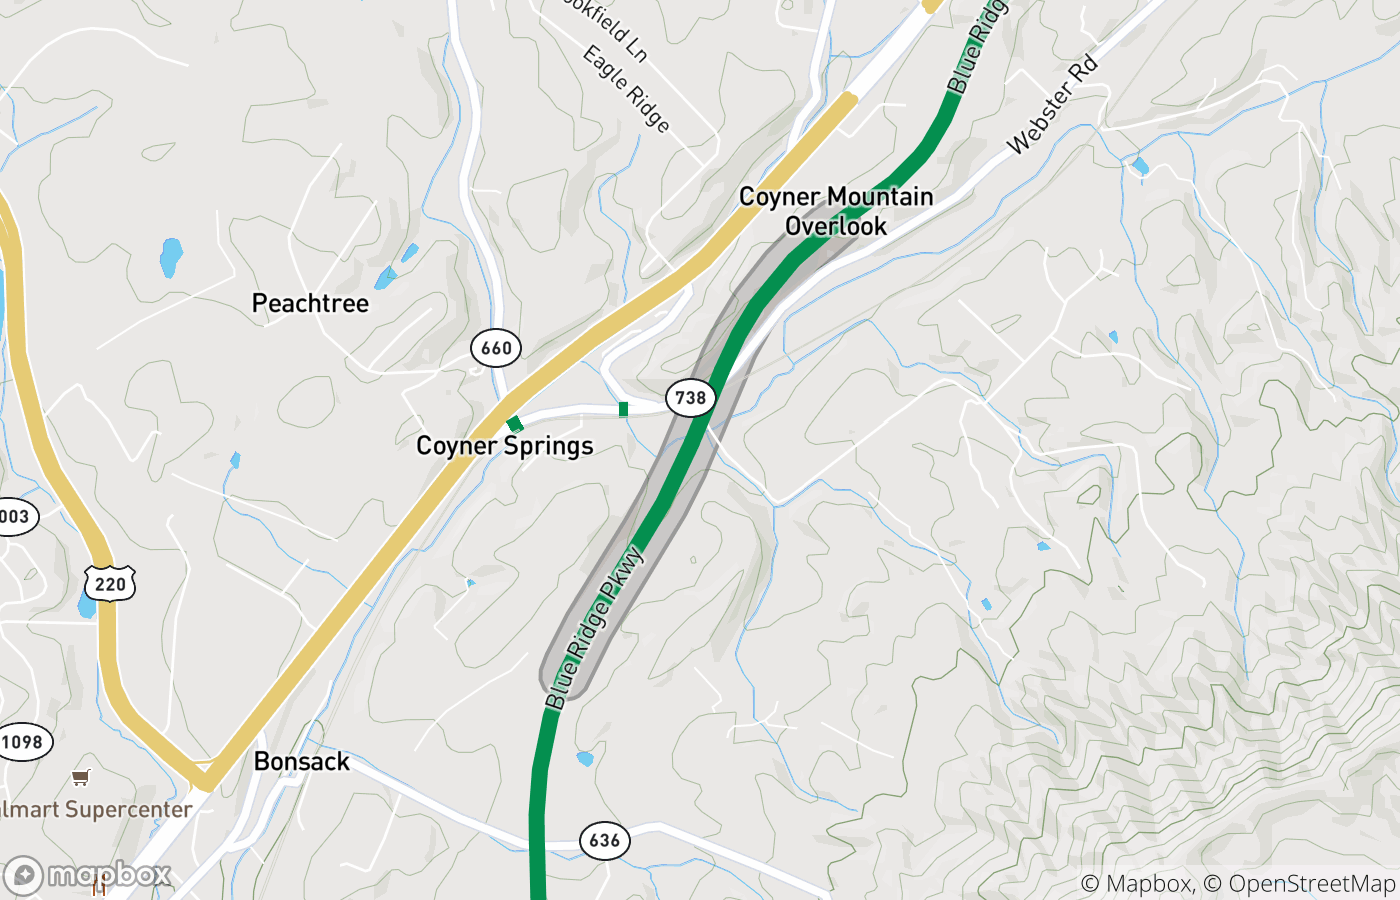 ookfield Ln
Eagle Ridge
Blue Ridg
Webster Rd
Coyner Mountain
Overlook
Peachtree
660
738
Coyner Springs
003
220
Blue Ridge Pkwy
1098
Bonsack
lmart Supercenter
636
mapbox
© Mapbox, © OpenStreetMap